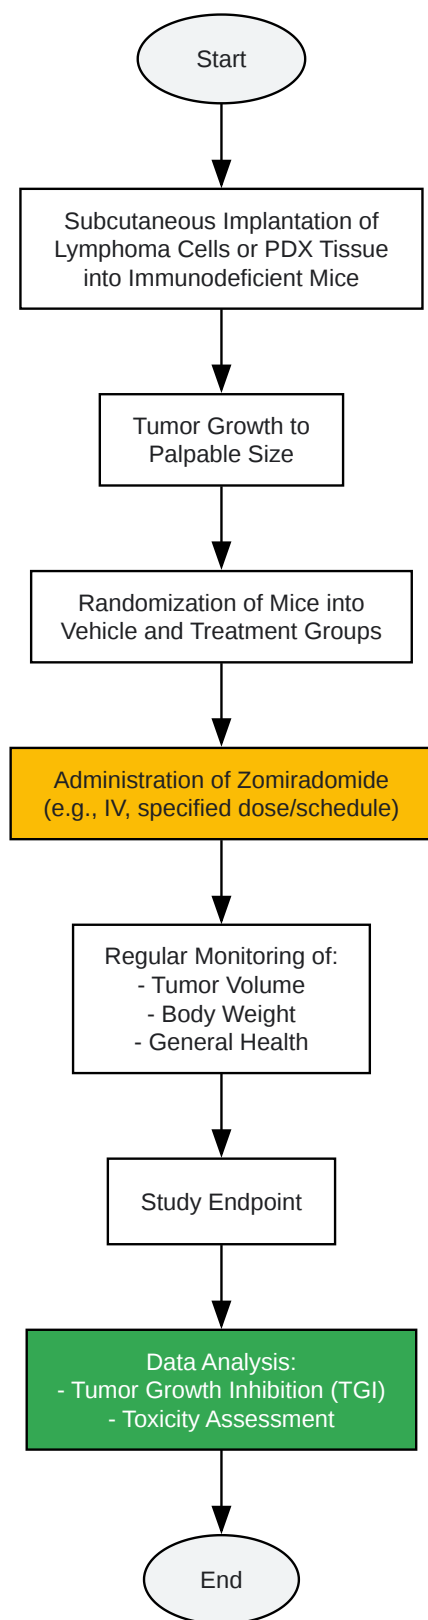 Start
Subcutaneous Implantation of
Lymphoma Cells or PDX Tissue
into Immunodeficient Mice
Tumor Growth to
Palpable Size
Randomization of Mice into
Vehicle and Treatment Groups
Administration of Zomiradomide
(e.g., IV, specified dose/schedule)
Regular Monitoring of:
- Tumor Volume
- Body Weight
- General Health
Study Endpoint
Data Analysis:
- Tumor Growth Inhibition (TGI)
- Toxicity Assessment
End